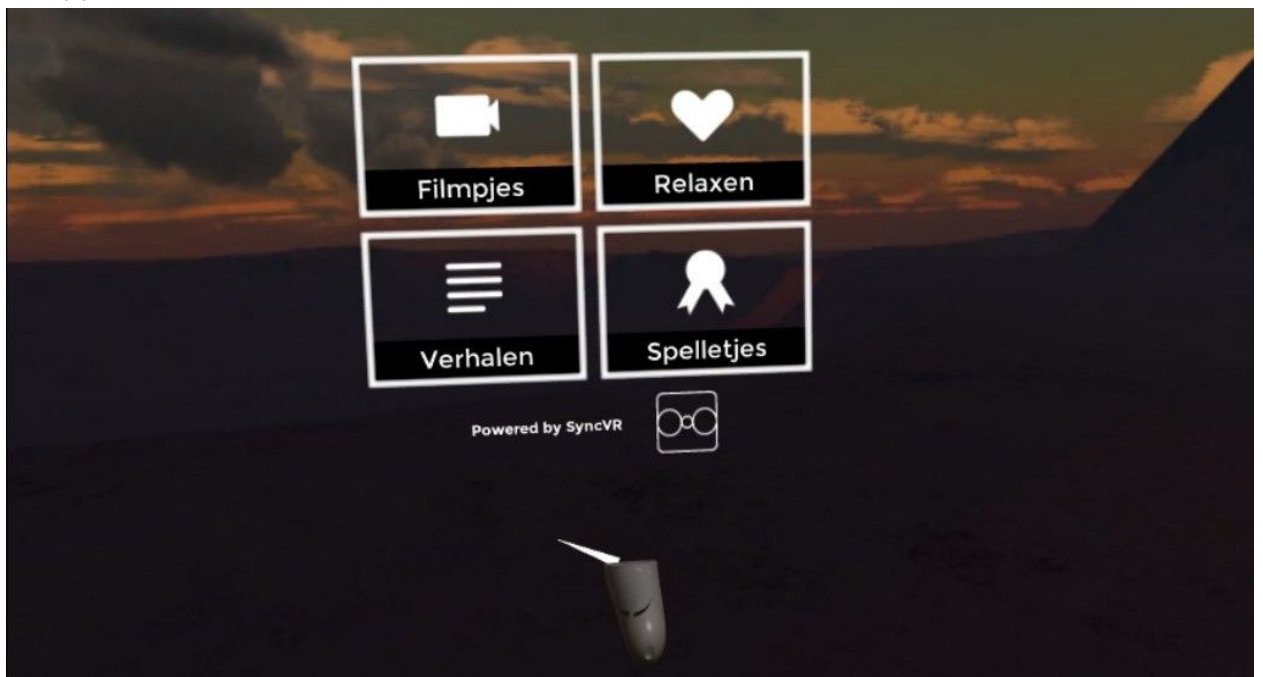 Filmpjes
Relaxen
Verhalen
Spelletjes
Powered by SyncVR